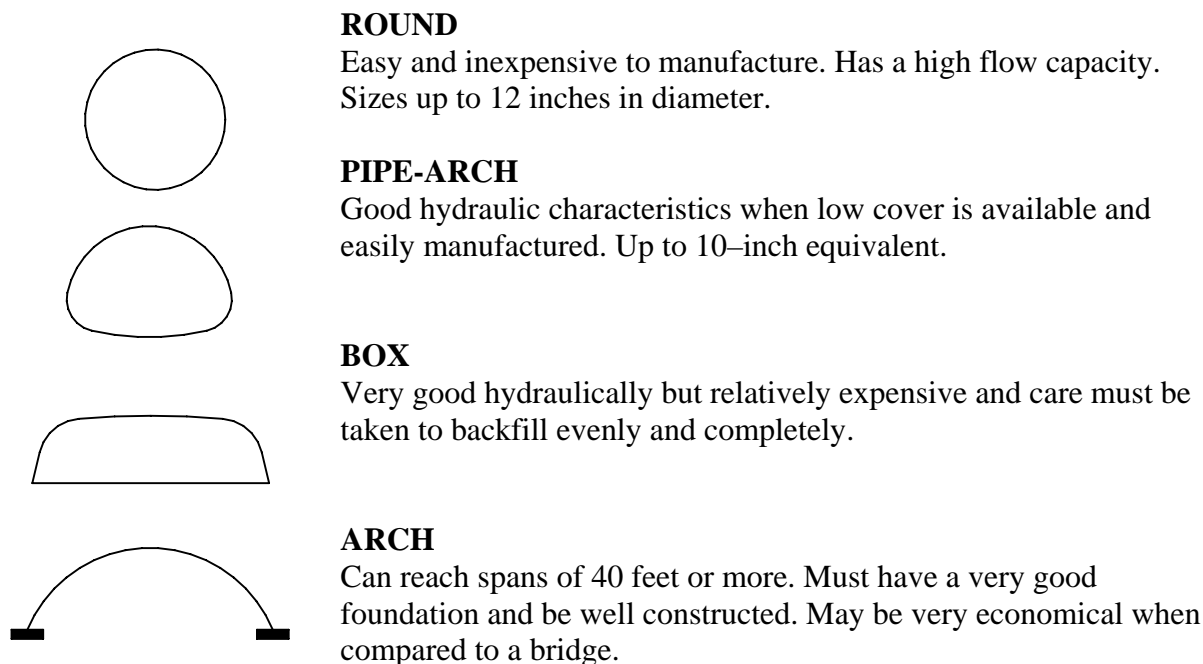 ROUND
Easy and inexpensive to manufacture. Has a high flow capacity.
Sizes up to 12 inches in diameter.
PIPE-ARCH
Good hydraulic characteristics when low cover is available and
easily manufactured. Up to 10–inch equivalent.
BOX
Very good hydraulically but relatively expensive and care must be
taken to backfill evenly and completely.
ARCH
Can reach spans of 40 feet or more. Must have a very good
foundation and be well constructed. May be very economical when
compared to a bridge.